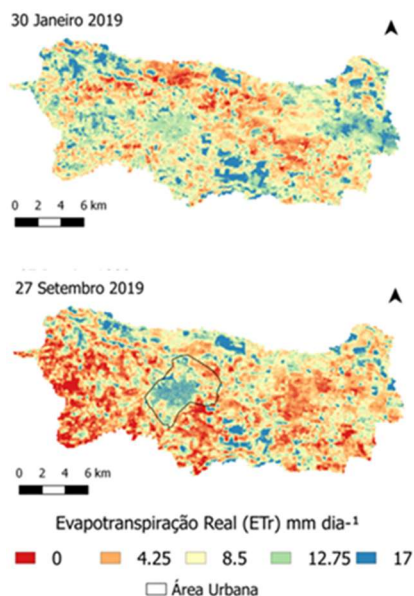 30 Janeiro 2019
0 2 4 6 km
27 Setembro 2019
0 2 4 6 km
Evapotranspiração Real (ETr) mm dia-¹
0 4.25 8.5 12.75 17
Área Urbana